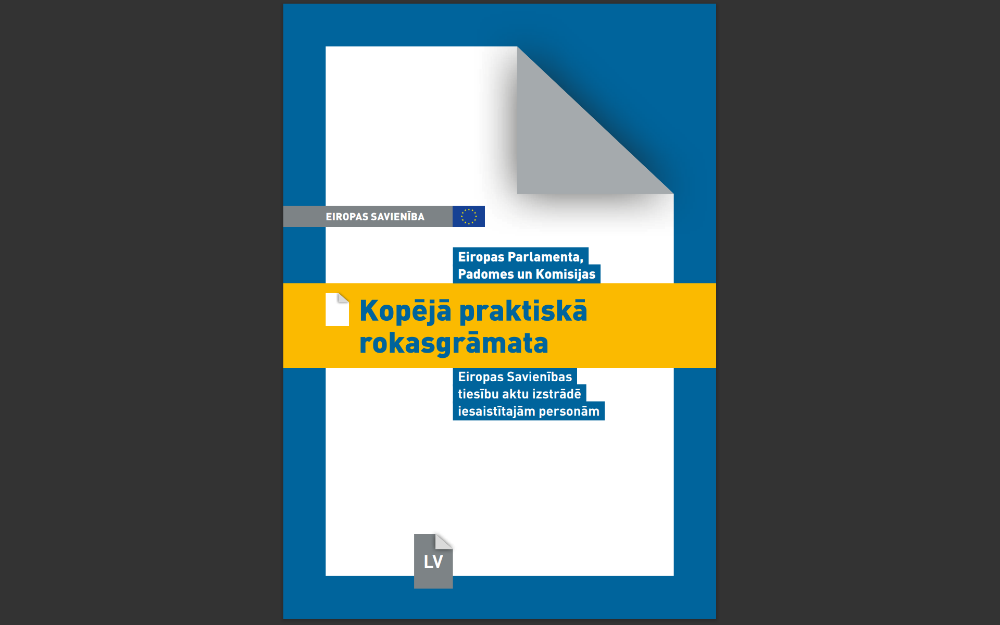 EIROPAS SAVIENĪBA
Eiropas Parlamenta,
Padomes un Komisijas
Kopējā praktiskā
rokasgrāmata
Eiropas Savienības
tiesību aktu izstrādē
iesaistītajām personām
LV